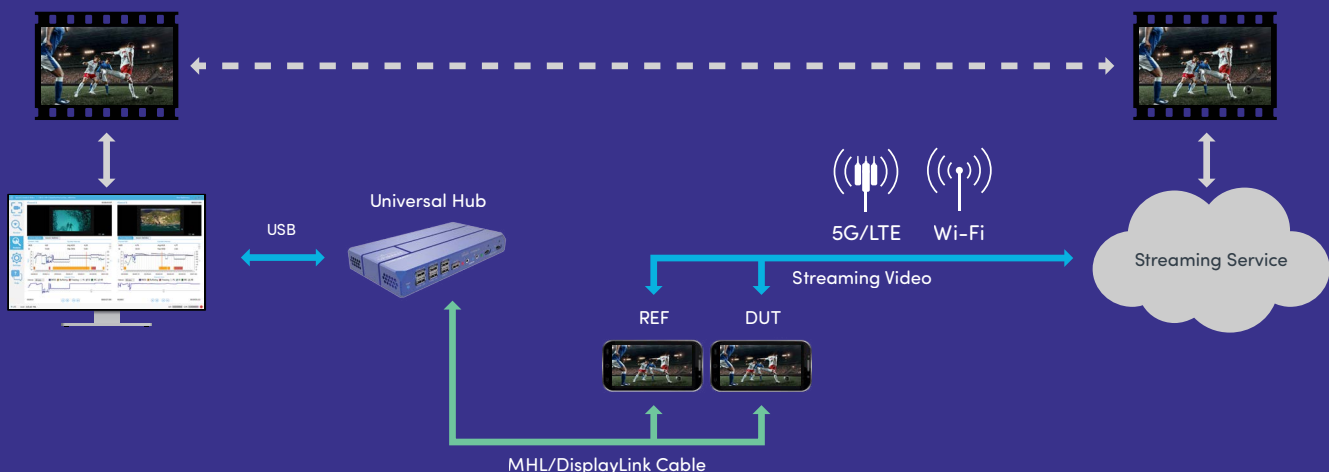 Universal Hub
USB
5G/LTE
Wi-Fi
Streaming Service
Streaming Video
REF
DUT
MHL/DisplayLink Cable